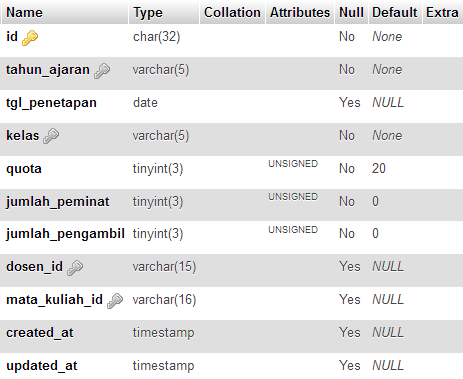 Name Type Collation Attributes Null Default Extra
id char(32) No None
tahun_ajaran varchar(5) No None
tgl_penetapan date Yes NULL
kelas varchar(5) No None
quota tinyint(3) UNSIGNED No 20
jumlah_peminat tinyint(3) UNSIGNED No 0
jumlah_pengambil tinyint(3) UNSIGNED No 0
dosen_id varchar(15) Yes NULL
mata_kuliah_id varchar(16) Yes NULL
created_at timestamp Yes NULL
updated_at timestamp Yes NULL